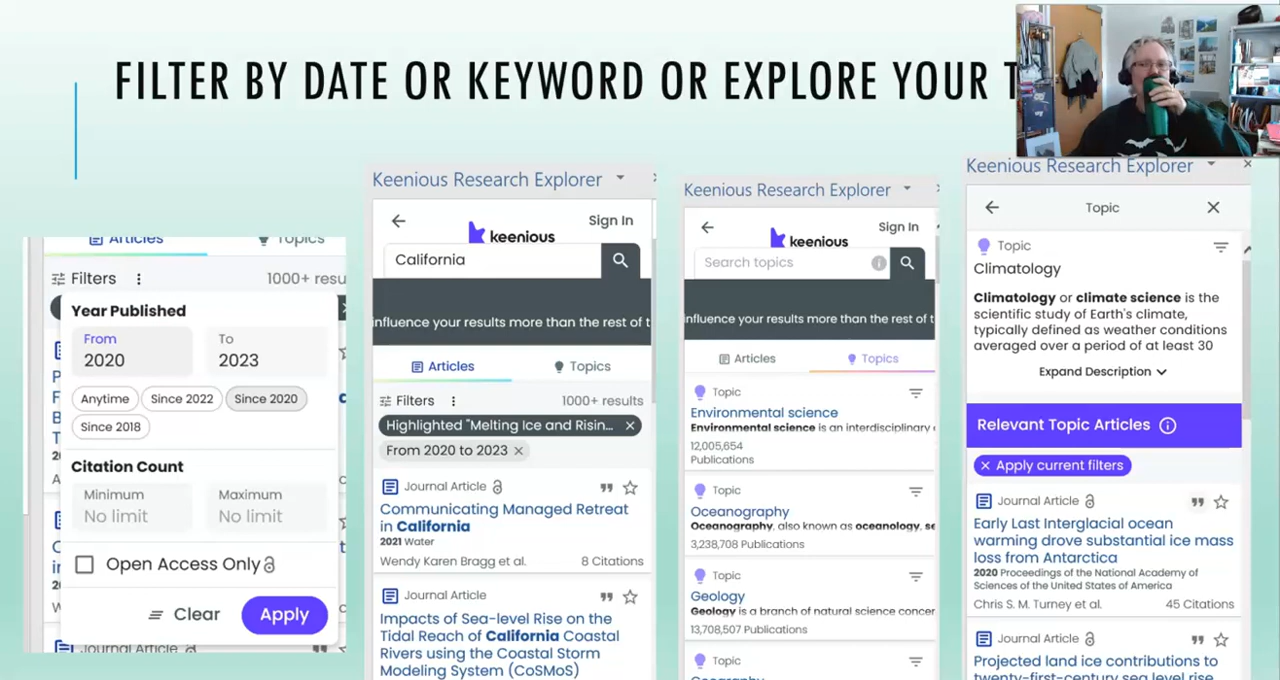 FILTER BY DATE OR KEYWORD OR EXPLORE YOUR
Articles
Topics
Filters
1000+ resu
Year Published
From
2020
To
2023
Anytime
Since 2022
Since 2020
Since 2018
Citation Count
Minimum
No limit
Maximum
No limit
Open Access Only
Clear
Apply
Journal Article
Keenious Research Explorer
Sign In
keenious
California
influence your results more than the rest of t
Articles
Topics
Filters
1000+ results
Highlighted "Melting Ice and Risin...
From 2020 to 2023
Journal Article
Communicating Managed Retreat
in California
2021 Water
Wendy Karen Bragg et al.
8 Citations
Journal Article
Impacts of Sea-level Rise on the
Tidal Reach of California Coastal
Rivers using the Coastal Storm
Modeling System (CoSMoS)
Keenious Research Explorer
Sign In
keenious
Search topics
influence your results more than the rest of t
Articles
Topics
Topic
Environmental science
Environmental science is an interdisciplinary
12,005,654
Publications
Topic
Oceanography
Oceanography, also known as oceanology, se
3,238,708 Publications
Topic
Geology
Geology is a branch of natural science concer
13,708,507 Publications
Topic
Keenious Research Explorer
Topic
Topic
Climatology
Climatology or climate science is the
scientific study of Earth's climate,
typically defined as weather conditions
averaged over a period of at least 30
Expand Description
Relevant Topic Articles
Apply current filters
Journal Article
Early Last Interglacial ocean
warming drove substantial ice mass
loss from Antarctica
2020 Proceedings of the National Academy of
Sciences of the United States of America
Chris S. M. Turney et al.
45 Citations
Journal Article
Projected land ice contributions to
twenty-first-century sea level rise